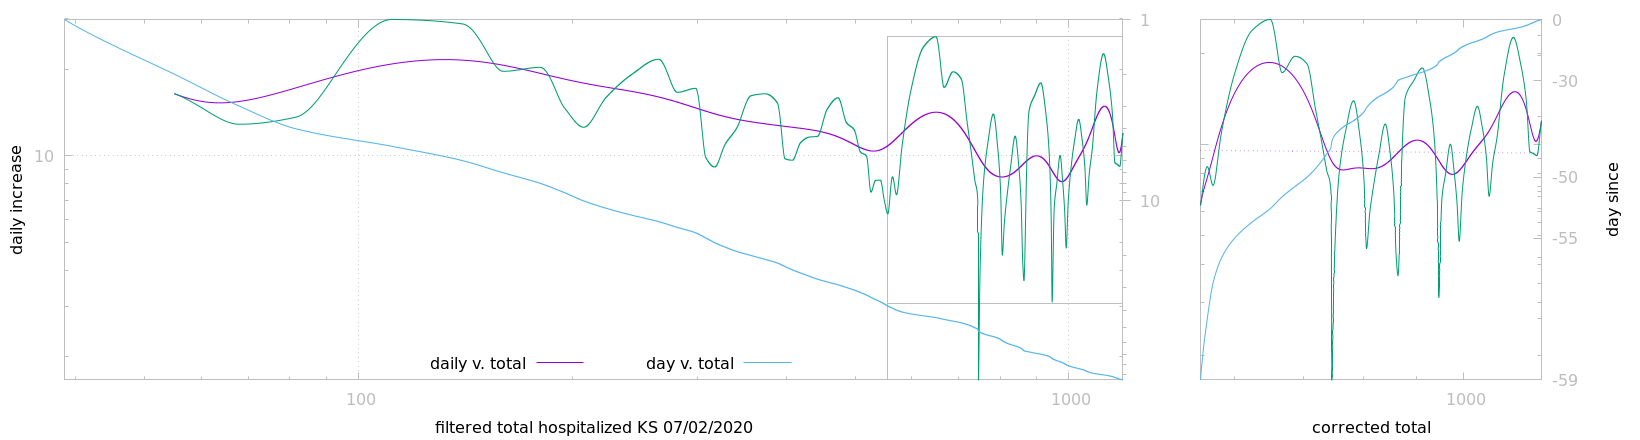 1
0
-30
10
-50
10
-55
daily increase
day since
daily v. total
day v. total
-59
100
1000
1000
filtered total hospitalized KS 07/02/2020
corrected total